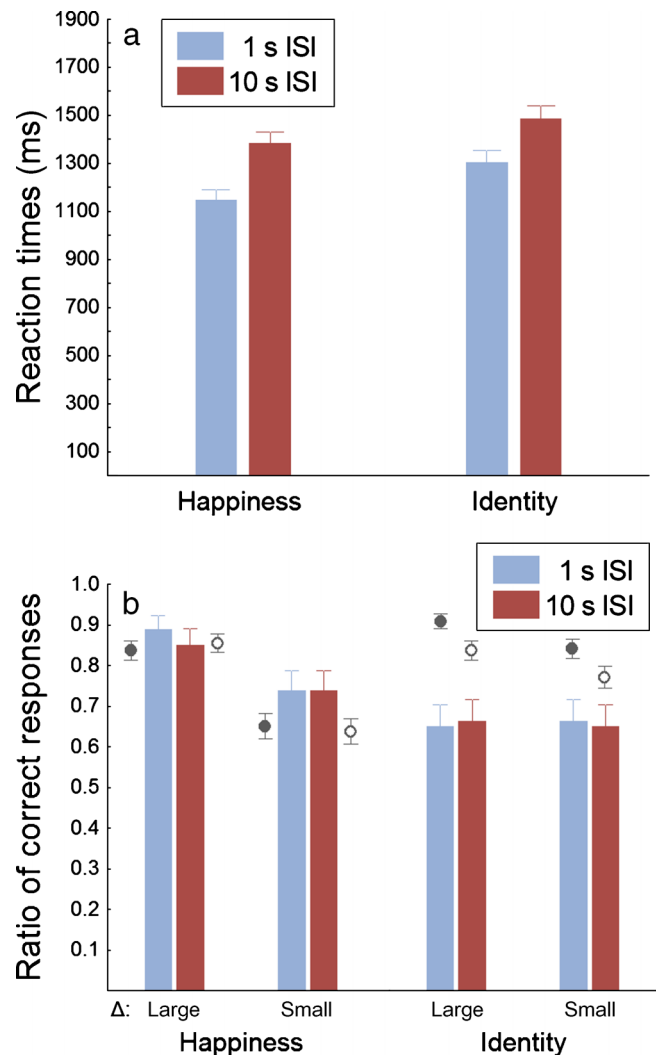 a
1 s ISI
10 s ISI
Reaction times (ms)
1900
1700
1500
1300
1100
900
700
500
300
100
Happiness
Identity
b
1 s ISI
10 s ISI
Ratio of correct responses
1.0
0.9
0.8
0.7
0.6
0.5
0.4
0.3
0.2
0.1
Δ: Large Small Large Small
Happiness Identity